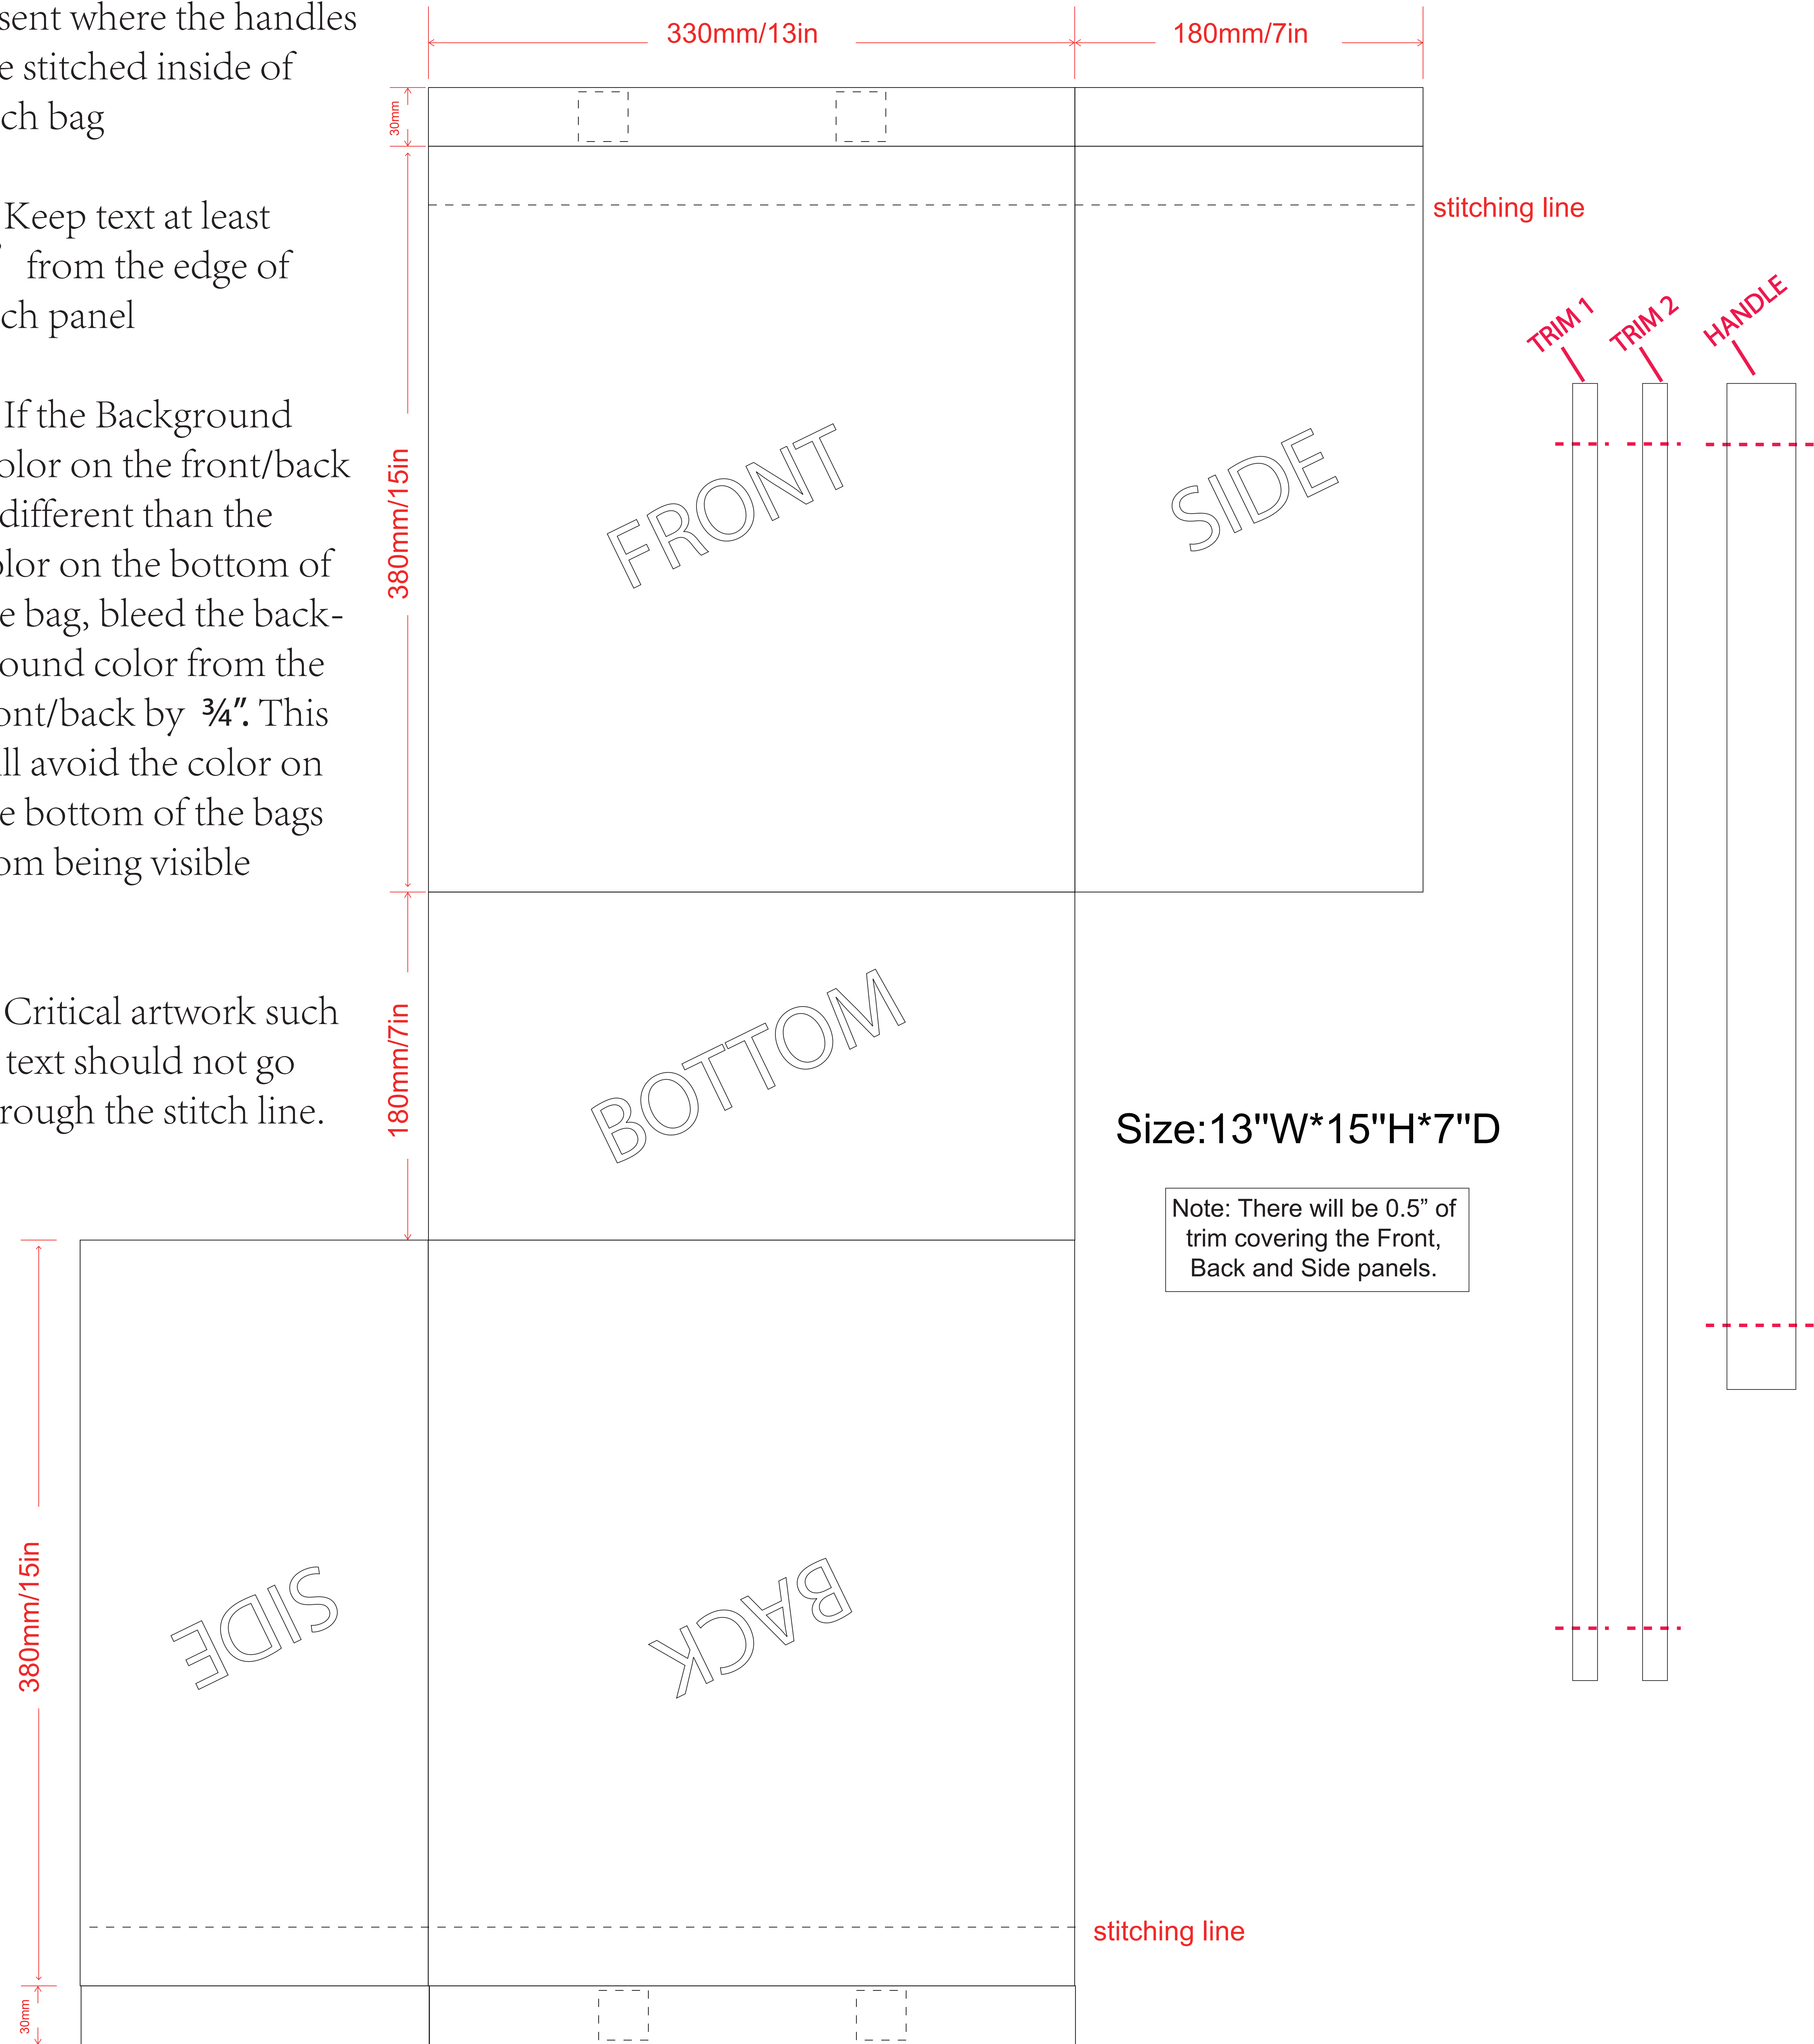 sent where the handles
e stitched inside of
ch bag
Keep text at least
from the edge of
ch panel
If the Background
olor on the front/back
different than the
olor on the bottom of
e bag, bleed the back-
ound color from the
ont/back by ¾”. This
ll avoid the color on
e bottom of the bags
om being visible
Critical artwork such
text should not go
rough the stitch line.
330mm/13in
180mm/7in
30mm
stitching line
380mm/15in
FRONT
SIDE
TRIM 1
TRIM 2
HANDLE
180mm/7in
BOTTOM
Size:13"W*15"H*7"D
Note: There will be 0.5” of
trim covering the Front,
Back and Side panels.
380mm/15in
SIDE
BACK
stitching line
30mm